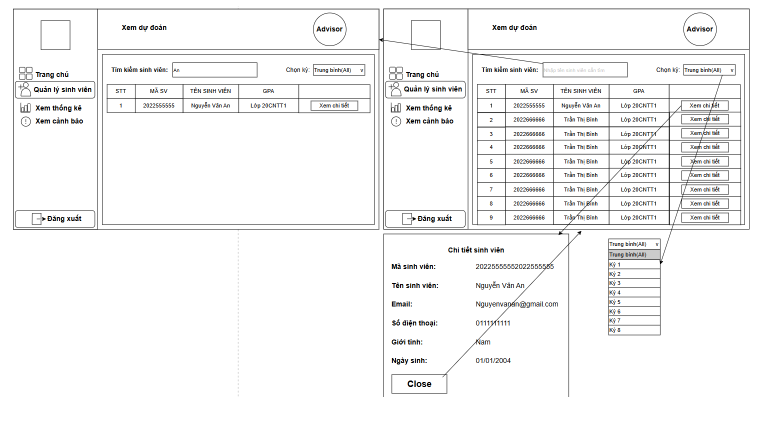 Xem dự đoán
Advisor
Trang chủ
Quản lý sinh viên
Xem thống kê
Xem cảnh báo
Đăng xuất
Tìm kiếm sinh viên: An
Chọn kỳ: Trung bình(All) v
STT MÃ SV TÊN SINH VIÊN GPA
1 2022555555 Nguyễn Văn An Lớp 20CNTT1 Xem chi tiết
Xem dự đoán
Advisor
Trang chủ
Quản lý sinh viên
Xem thống kê
Xem cảnh báo
Đăng xuất
Tìm kiếm sinh viên: Nhập tên sinh viên cần tìm
Chọn kỳ: Trung bình(All) v
STT MÃ SV TÊN SINH VIÊN GPA
1 2022555555 Nguyễn Văn An Lớp 20CNTT1 Xem chi tiết
2 2022666666 Trần Thị Bình Lớp 20CNTT1 Xem chi tiết
3 2022666666 Trần Thị Bình Lớp 20CNTT1 Xem chi tiết
4 2022666666 Trần Thị Bình Lớp 20CNTT1 Xem chi tiết
5 2022666666 Trần Thị Bình Lớp 20CNTT1 Xem chi tiết
6 2022666666 Trần Thị Bình Lớp 20CNTT1 Xem chi tiết
7 2022666666 Trần Thị Bình Lớp 20CNTT1 Xem chi tiết
8 2022666666 Trần Thị Bình Lớp 20CNTT1 Xem chi tiết
9 2022666666 Trần Thị Bình Lớp 20CNTT1 Xem chi tiết
Chi tiết sinh viên
Mã sinh viên: 20225555552022555555
Tên sinh viên: Nguyễn Văn An
Email: Nguyenvanan@gmail.com
Số điện thoại: 0111111111
Giới tính: Nam
Ngày sinh: 01/01/2004
Close
Trung bình(All) v
Trung bình(All)
Kỳ 1
Kỳ 2
Kỳ 3
Kỳ 4
Kỳ 5
Kỳ 6
Kỳ 7
Kỳ 8